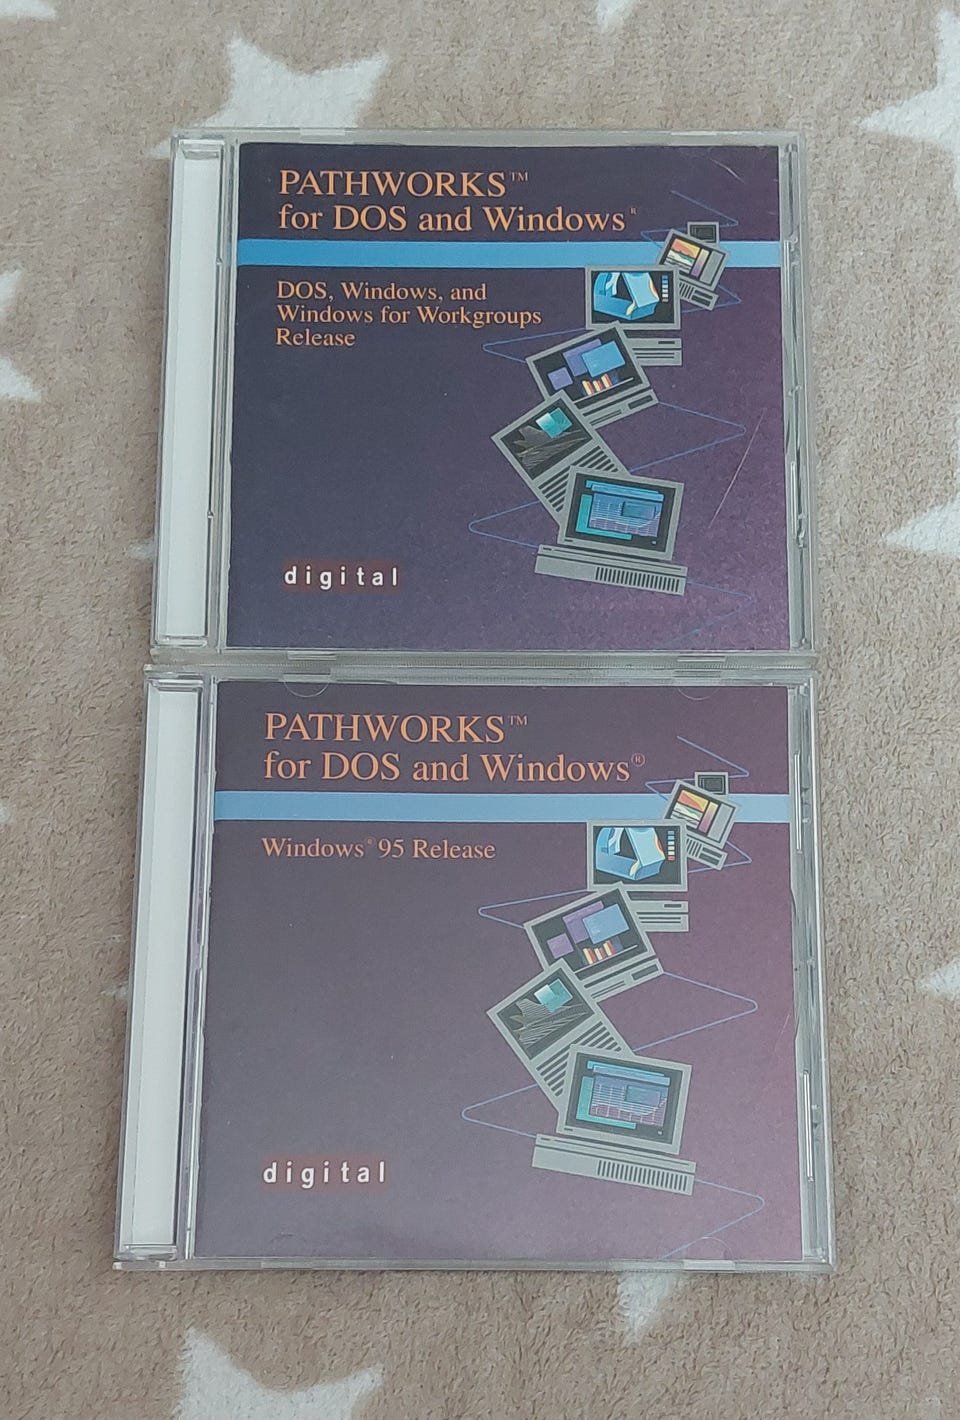 PATHWORKS™
for DOS and Windows®
DOS, Windows, and
Windows for Workgroups
Release
digital
PATHWORKS™
for DOS and Windows®
Windows® 95 Release
digital